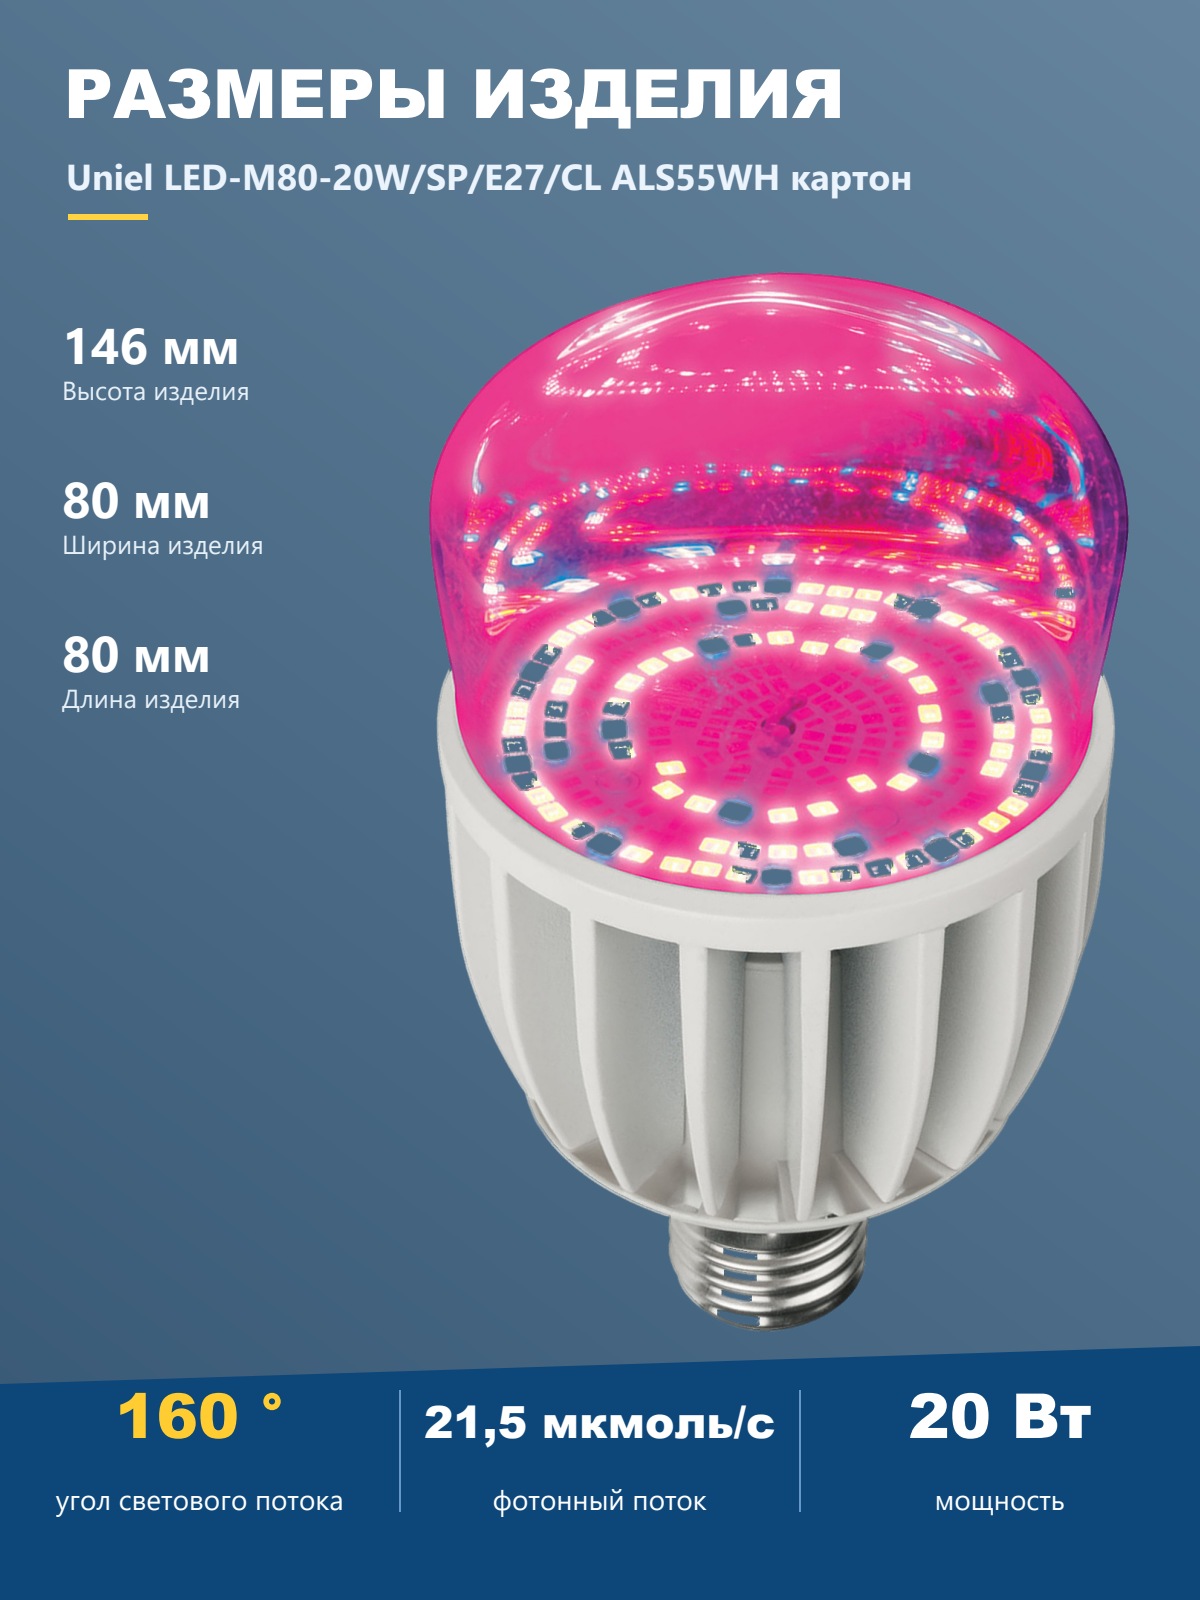 РАЗМЕРЫ ИЗДЕЛИЯ
Uniel LED-M80-20W/SP/E27/CL ALS55WH картон
146 мм
Высота изделия
80 мм
Ширина изделия
80 мм
Длина изделия
160 °
угол светового потока
21,5 мкмоль/с
фотонный поток
20 Вт
мощность